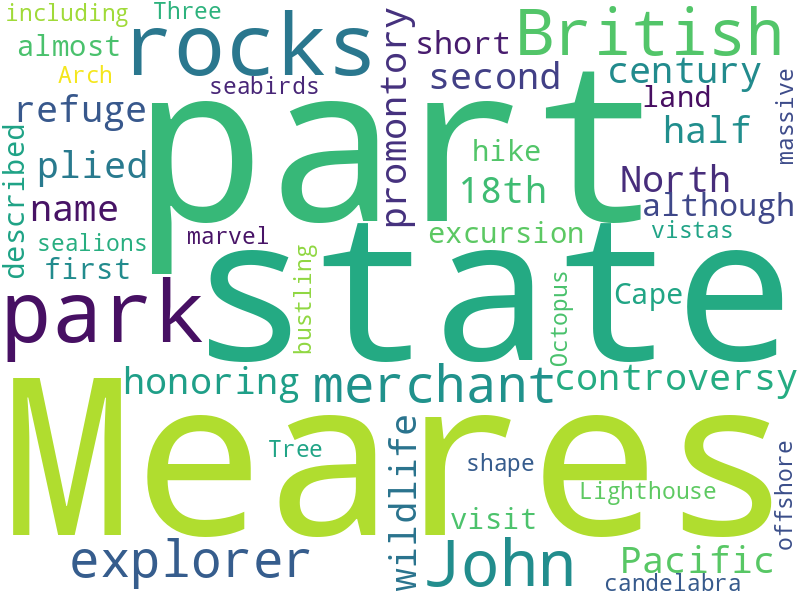 including
Three
almost
rocks
British
Arch
seabirds
promontory
short
second
century
land
massive
refuge
part
half
described
plied
hike
18th
North
although
name
sealions
marvel
excursion
vistas
first
state
bustling
Octopus
Cape
park
honoring
merchant
controversy
Meares
Tree
wildlife
shape
Lighthouse
offshore
visit
explorer
John
Pacific
candelabra